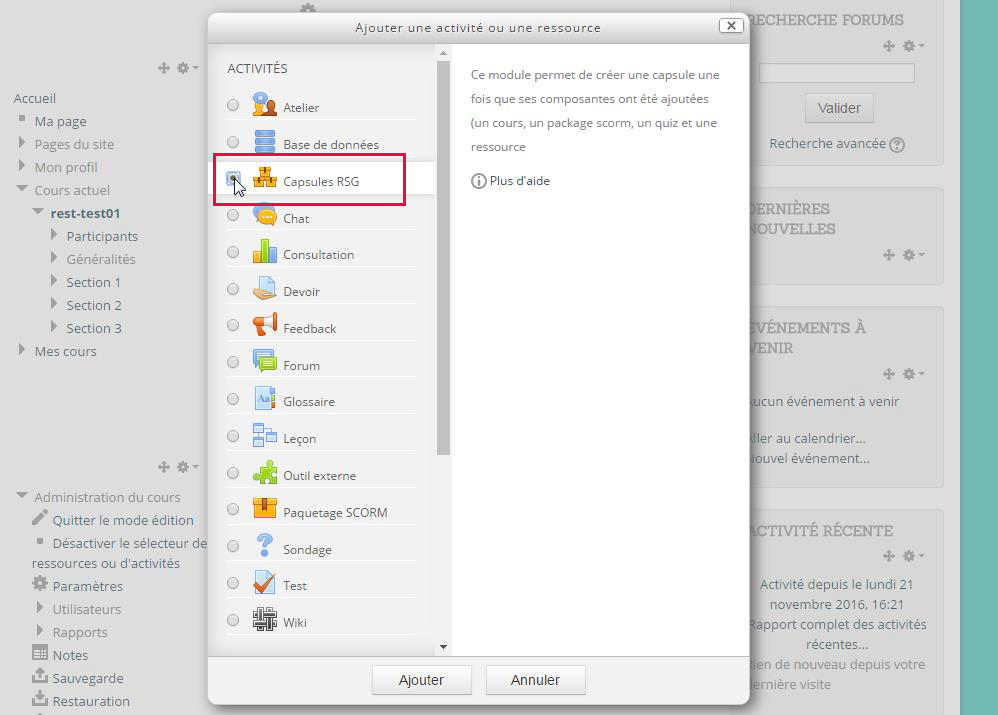 Ajouter une activité ou une ressource
ACTIVITÉS
Atelier
Base de données
Capsules RSG
Chat
Consultation
Devoir
Feedback
Forum
Glossaire
Leçon
Outil externe
Paquetage SCORM
Sondage
Test
Wiki
Ce module permet de créer une capsule une
fois que ses composantes ont été ajoutées
(un cours, un package scorm, un quiz et une
ressource
Plus d'aide
Ajouter
Annuler
Accueil
Ma page
Pages du site
Mon profil
Cours actuel
rest-test01
Participants
Généralités
Section 1
Section 2
Section 3
Mes cours
Administration du cours
Quitter le mode édition
Désactiver le sélecteur de
ressources ou d'activités
Paramètres
Utilisateurs
Rapports
Notes
Sauvegarde
Restauration
RECHERCHE FORUMS
Valider
Recherche avancée
DERNIÈRES
NOUVELLES
ÉVÉNEMENTS À
VENIR
Aucun événement à venir
Aller au calendrier...
Nouvel événement...
ACTIVITÉ RÉCENTE
Activité depuis le lundi 21
novembre 2016, 16:21
Rapport complet des activités
récentes...
Rien de nouveau depuis votre
dernière visite